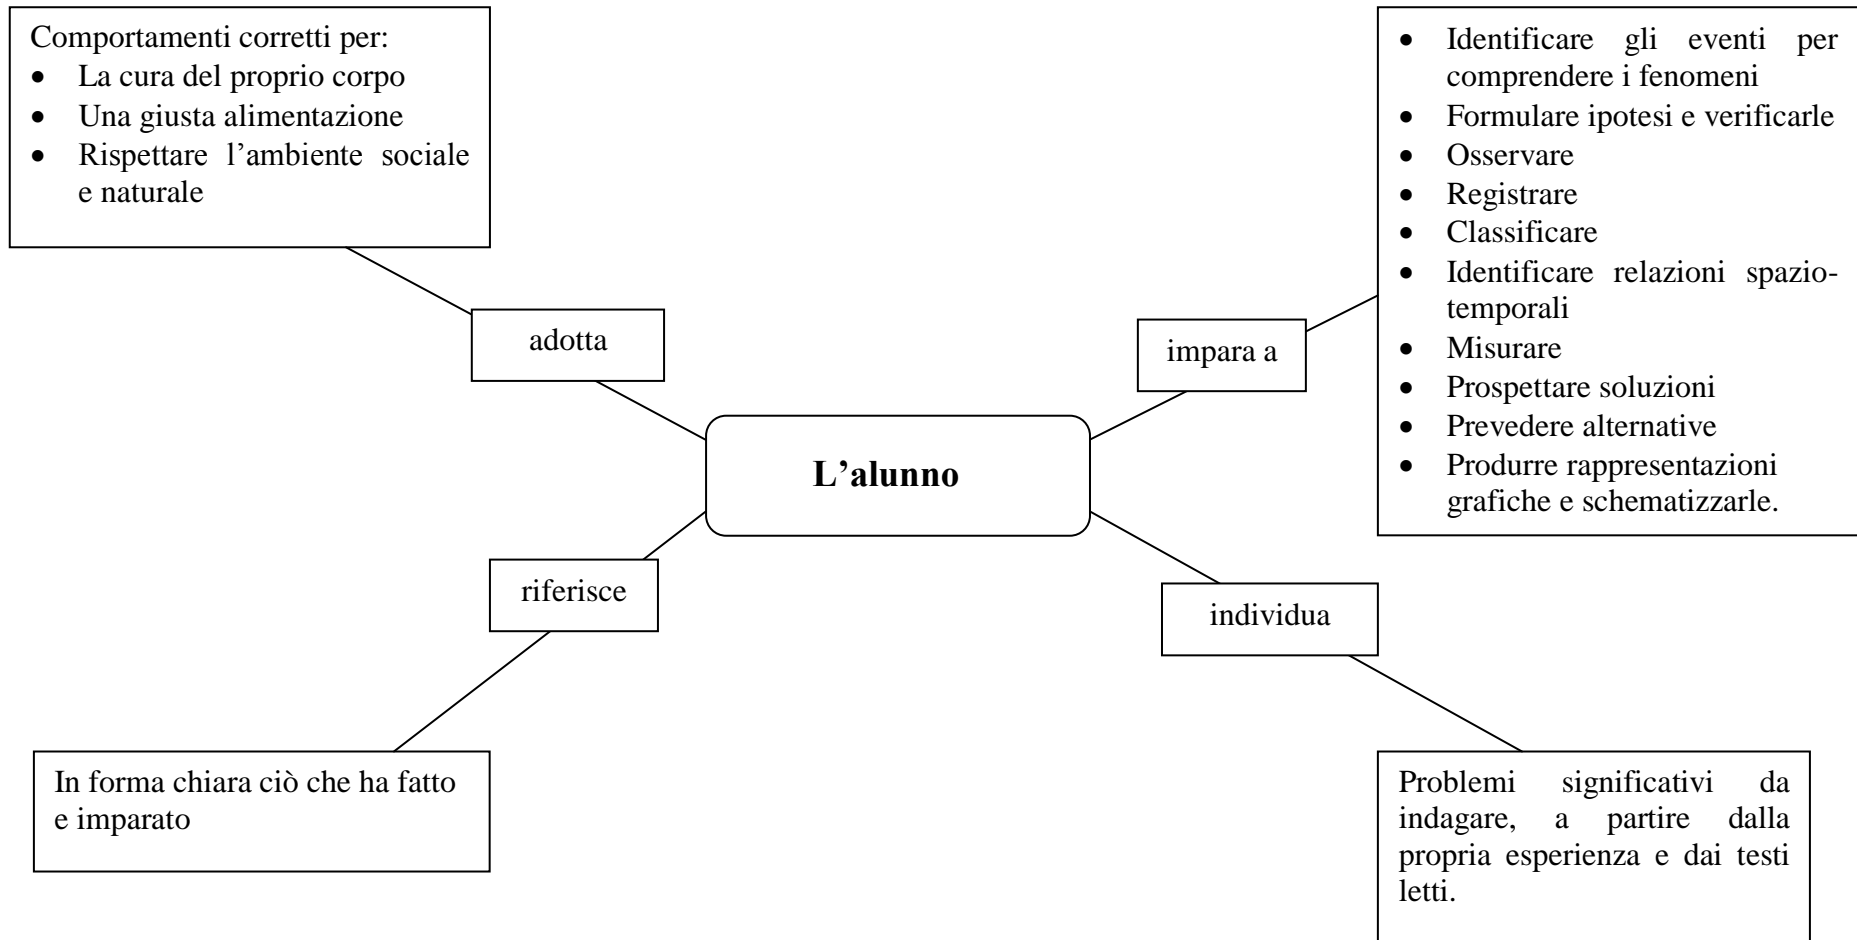 Comportamenti corretti per:
• La cura del proprio corpo
• Una giusta alimentazione
• Rispettare l’ambiente sociale
e naturale
• Identificare gli eventi per
comprendere i fenomeni
• Formulare ipotesi e verificarle
• Osservare
• Registrare
• Classificare
• Identificare relazioni spazio-
temporali
• Misurare
• Prospettare soluzioni
• Prevedere alternative
• Produrre rappresentazioni
grafiche e schematizzarle.
adotta
impara a
L’alunno
riferisce
individua
In forma chiara ciò che ha fatto
e imparato
Problemi significativi da
indagare, a partire dalla
propria esperienza e dai testi
letti.